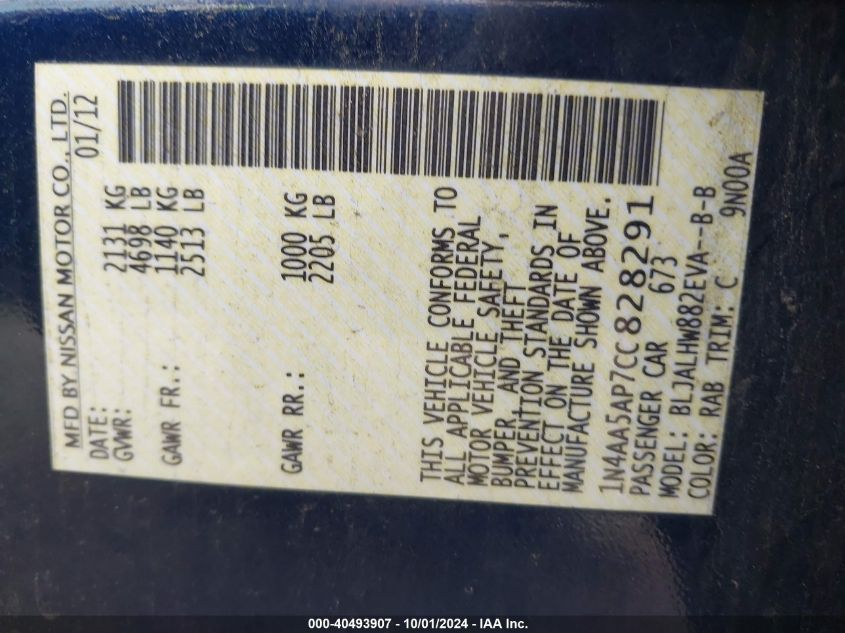 MFD BY NISSAN MOTOR CO., LTD.
DATE: 01/12
GVWR: 2131 KG
4698 LB
GAWR FR.: 1140 KG
2513 LB
GAWR RR.: 1000 KG
2205 LB
THIS VEHICLE CONFORMS TO
ALL APPLICABLE FEDERAL
MOTOR VEHICLE SAFETY,
BUMPER, AND THEFT
PREVENTION STANDARDS IN
EFFECT ON THE DATE OF
MANUFACTURE SHOWN ABOVE.
1N4AA5AP7CC828291
PASSENGER CAR 673
MODEL: BLJALHW882EVA--B-B
COLOR: RAB TRIM: C 9N00A
000-40493907 - 10/01/2024 - IAA Inc.